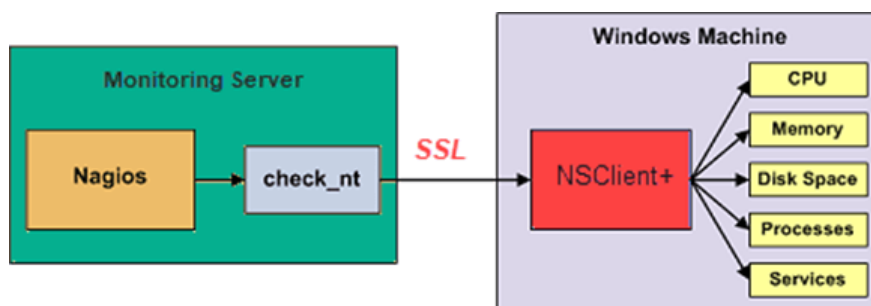 Monitoring Server
Nagios
check_nt
SSL
Windows Machine
NSClient+
CPU
Memory
Disk Space
Processes
Services